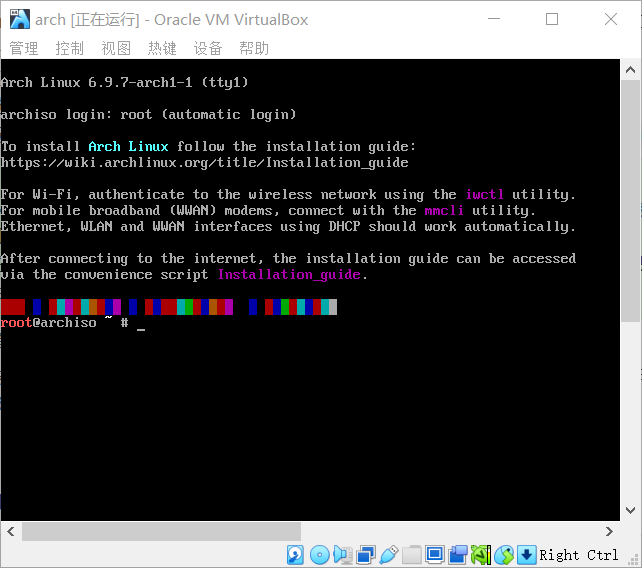 arch [正在运行] - Oracle VM VirtualBox
管理 控制 视图 热键 设备 帮助
Arch Linux 6.9.7-arch1-1 (tty1)
archiso login: root (automatic login)
To install Arch Linux follow the installation guide:
https://wiki.archlinux.org/title/Installation_guide
For Wi-Fi, authenticate to the wireless network using the iwctl utility.
For mobile broadband (WWAN) modems, connect with the mmcli utility.
Ethernet, WLAN and WWAN interfaces using DHCP should work automatically.
After connecting to the internet, the installation guide can be accessed
via the convenience script Installation_guide.
root@archiso ~ # _
Right Ctrl